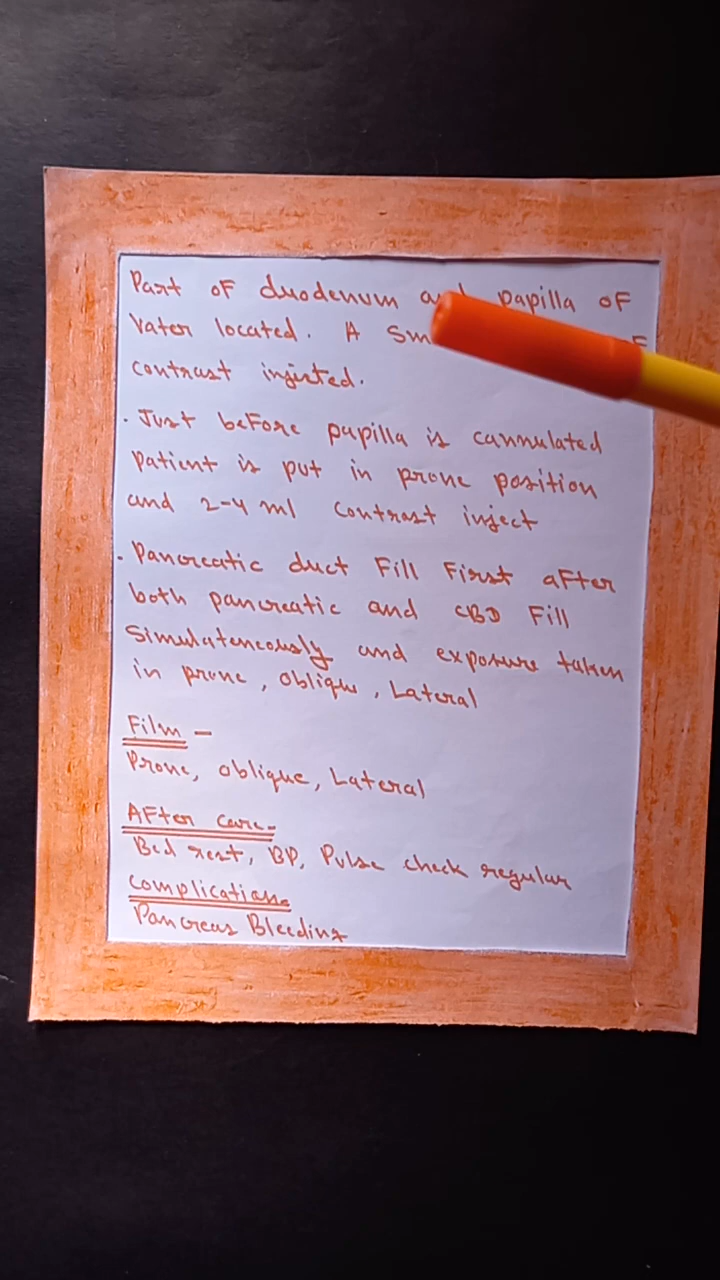 Part of duodenum and papilla of
Vater located. A Sm
contrast injected.
. Just before papilla is cannulated
patient is put in prone position
and 2-4 ml contrast inject
. Pancreatic duct Fill First after
both pancreatic and CBD Fill
Simulateneously and exposure taken
in prone, oblique, Lateral
Film -
Prone, oblique, Lateral
After care-
Bed rest, BP, Pulse check regular
Complication-
Pancreas Bleeding